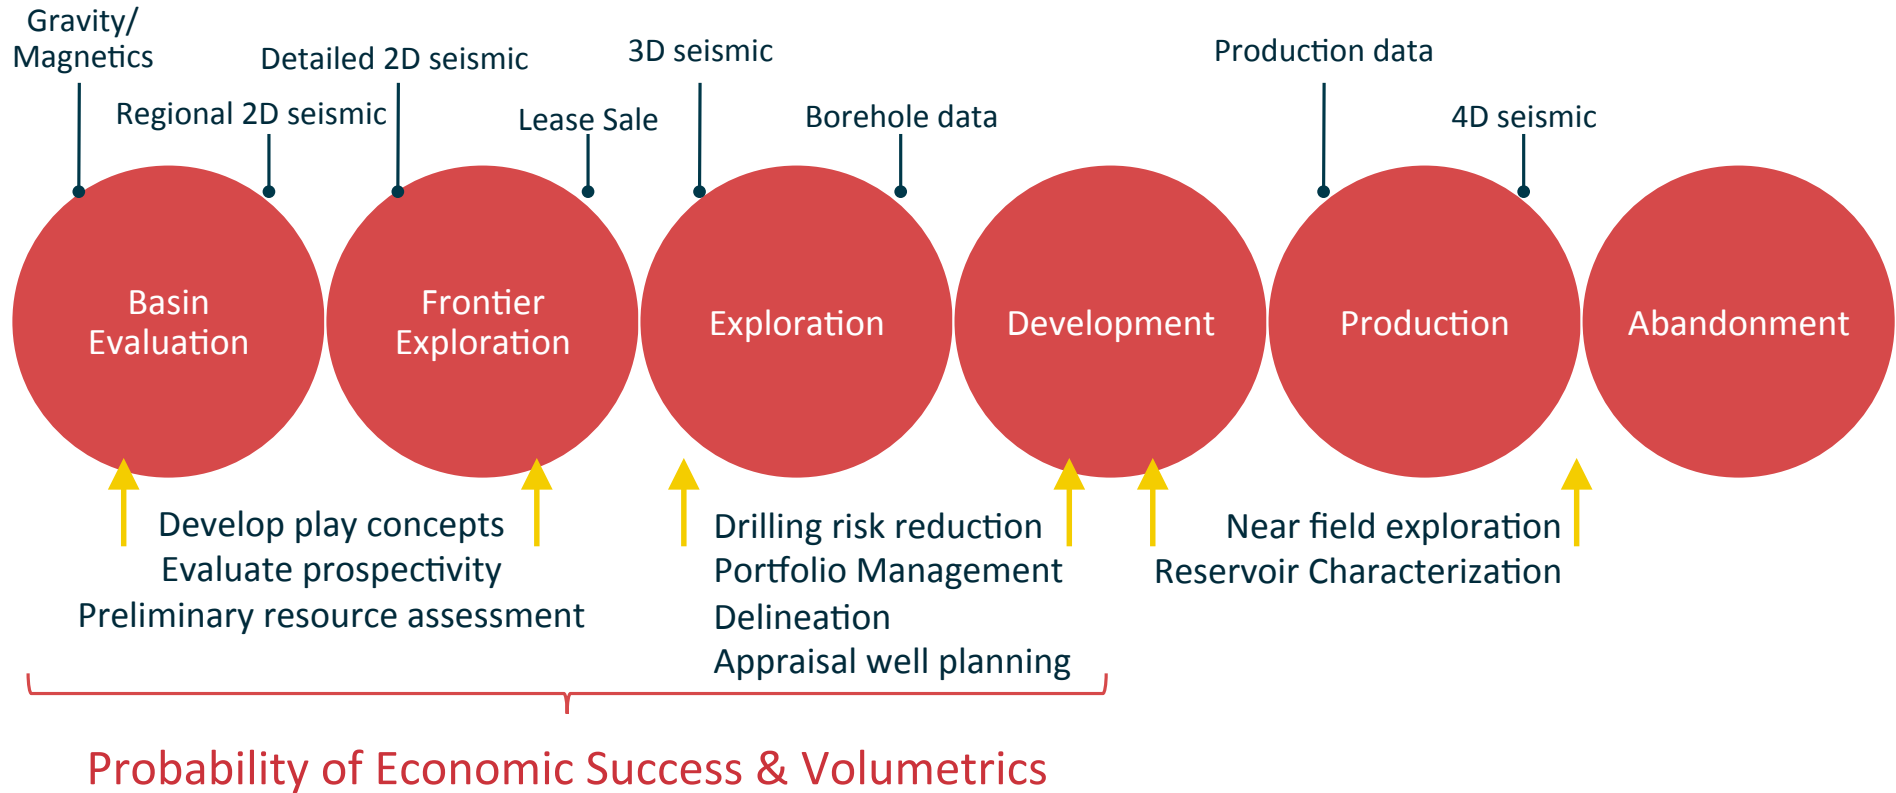 Gravity/
Magnetics
Regional 2D seismic
Detailed 2D seismic
Lease Sale
3D seismic
Borehole data
Production data
4D seismic
Basin
Evaluation
Frontier
Exploration
Exploration
Development
Production
Abandonment
Develop play concepts
Evaluate prospectivity
Preliminary resource assessment
Drilling risk reduction
Portfolio Management
Delineation
Appraisal well planning
Near field exploration
Reservoir Characterization
Probability of Economic Success & Volumetrics